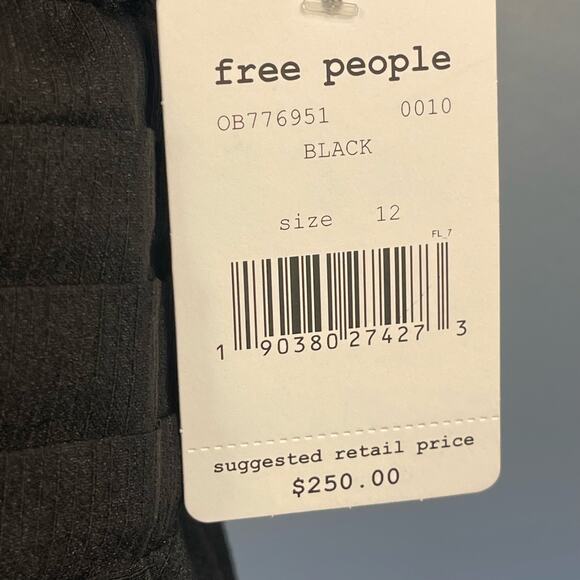 free people
OB776951 0010
BLACK
size 12
FL_7
1 90380 27427 3
suggested retail price
$250.00